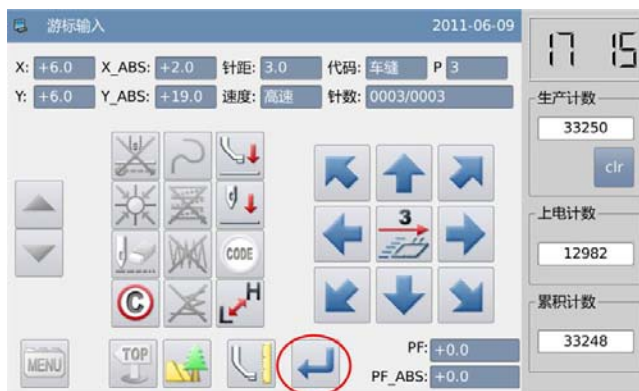 游标输入 2011-06-09
17 15
X: +6.0 X_ABS: +2.0 针距: 3.0 代码: 车缝 P 3
Y: +6.0 Y_ABS: +19.0 速度: 高速 针数: 0003/0003
生产计数
33250
clr
上电计数
12982
累积计数
33248
3
CODE
C
L H
MENU
TOP
PF: +0.0
PF_ABS: +0.0